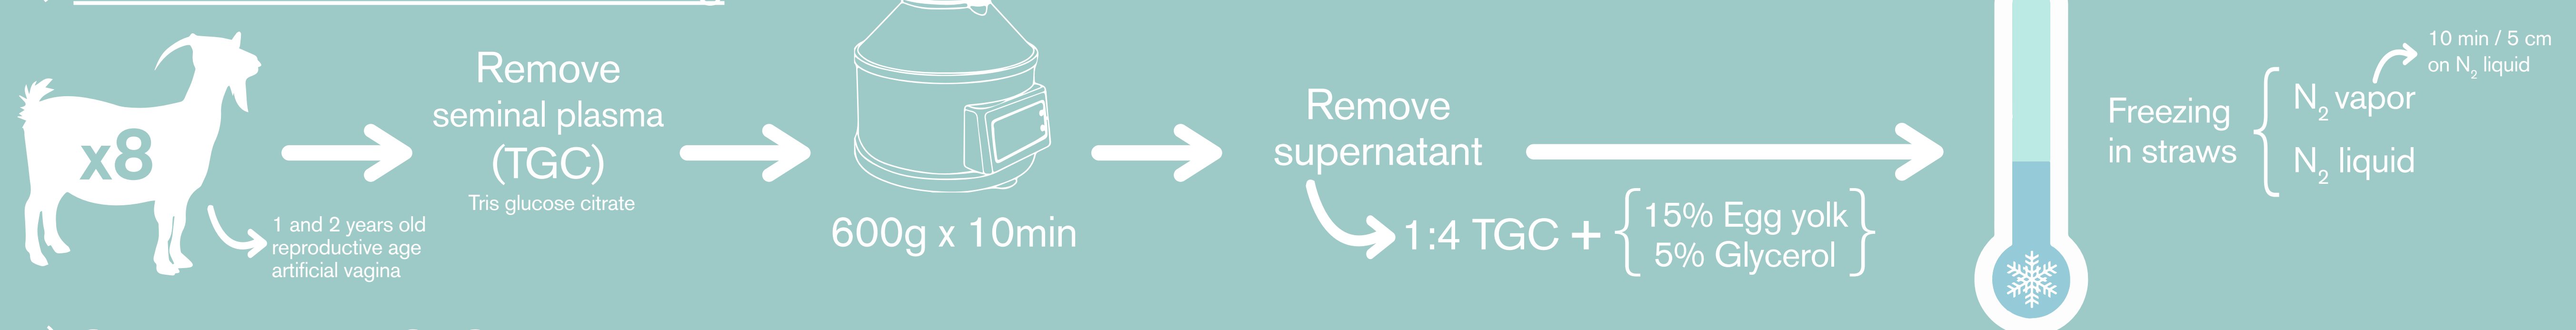 x8
1 and 2 years old
reproductive age
artificial vagina
Remove
seminal plasma
(TGC)
Tris glucose citrate
600g x 10min
Remove
supernatant
1:4 TGC + { 15% Egg yolk
5% Glycerol }
Freezing
in straws
N₂ vapor
N₂ liquid
10 min / 5 cm
on N₂ liquid